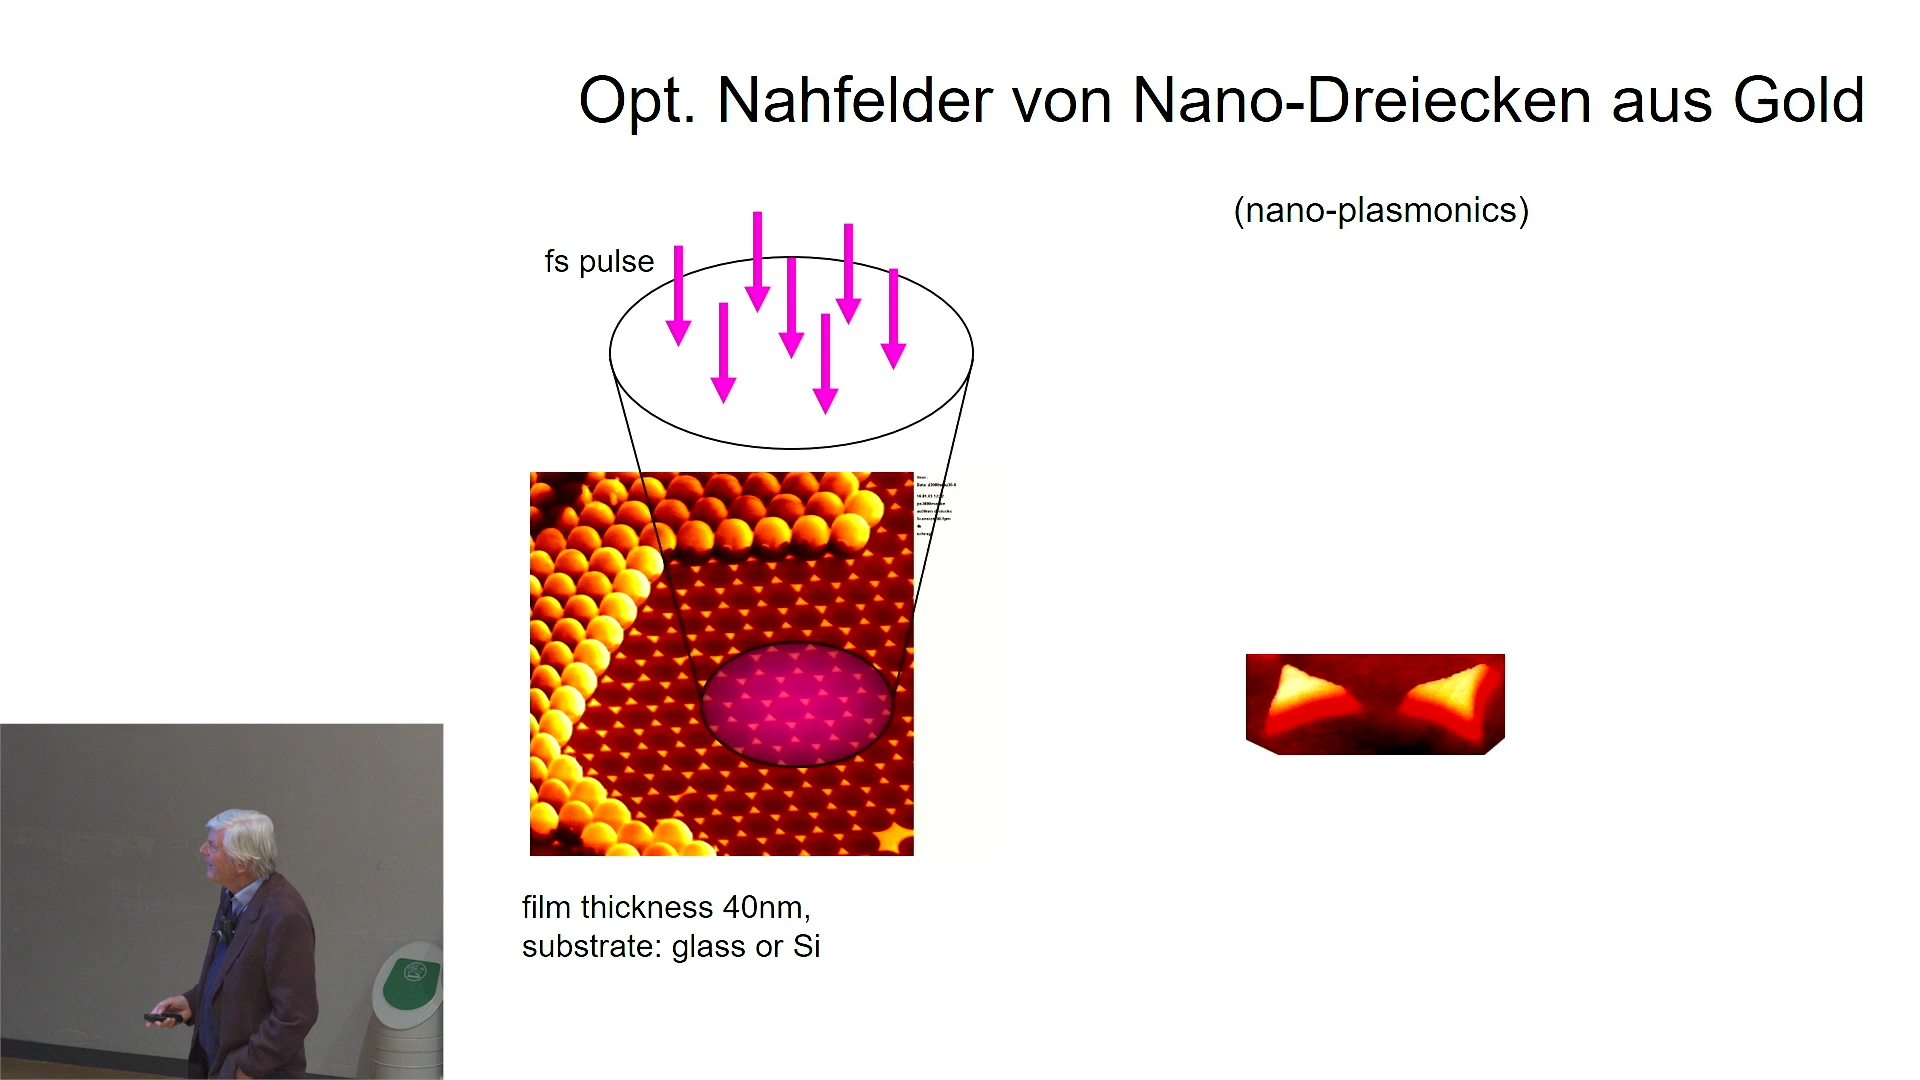 Opt. Nahfelder von Nano-Dreiecken aus Gold
(nano-plasmonics)
fs pulse
film thickness 40nm,
substrate: glass or Si